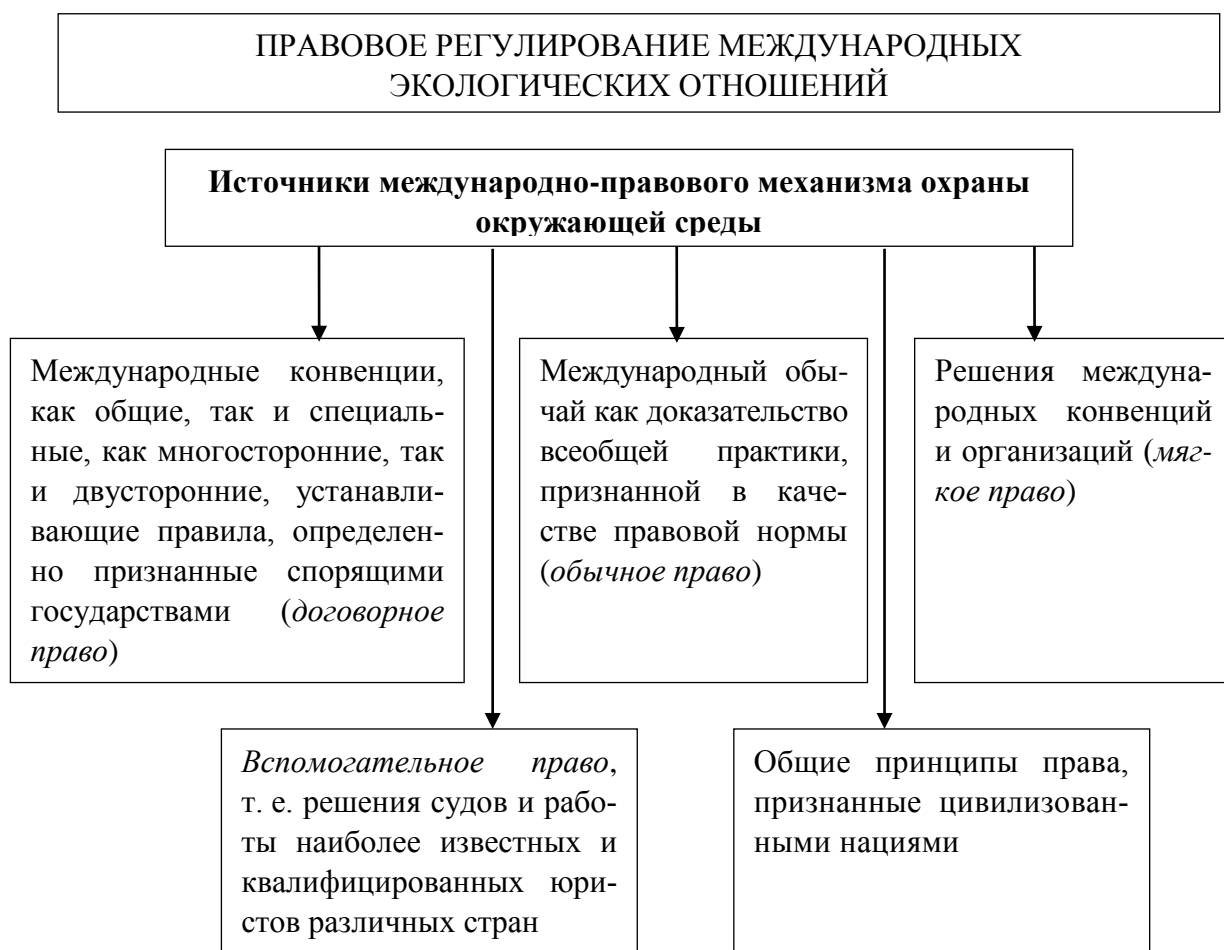 ПРАВОВОЕ РЕГУЛИРОВАНИЕ МЕЖДУНАРОДНЫХ
ЭКОЛОГИЧЕСКИХ ОТНОШЕНИЙ
Источники международно-правового механизма охраны
окружающей среды
Международные конвенции,
как общие, так и специаль-
ные, как многосторонние, так
и двусторонние, устанавли-
вающие правила, определен-
но признанные спорящими
государствами (договорное
право)
Международный обы-
чай как доказательство
всеобщей практики,
признанной в каче-
стве правовой нормы
(обычное право)
Решения междуна-
родных конвенций
и организаций (мяг-
кое право)
Вспомогательное право,
т. е. решения судов и рабо-
ты наиболее известных и
квалифицированных юри-
стов различных стран
Общие принципы права,
признанные цивилизован-
ными нациями